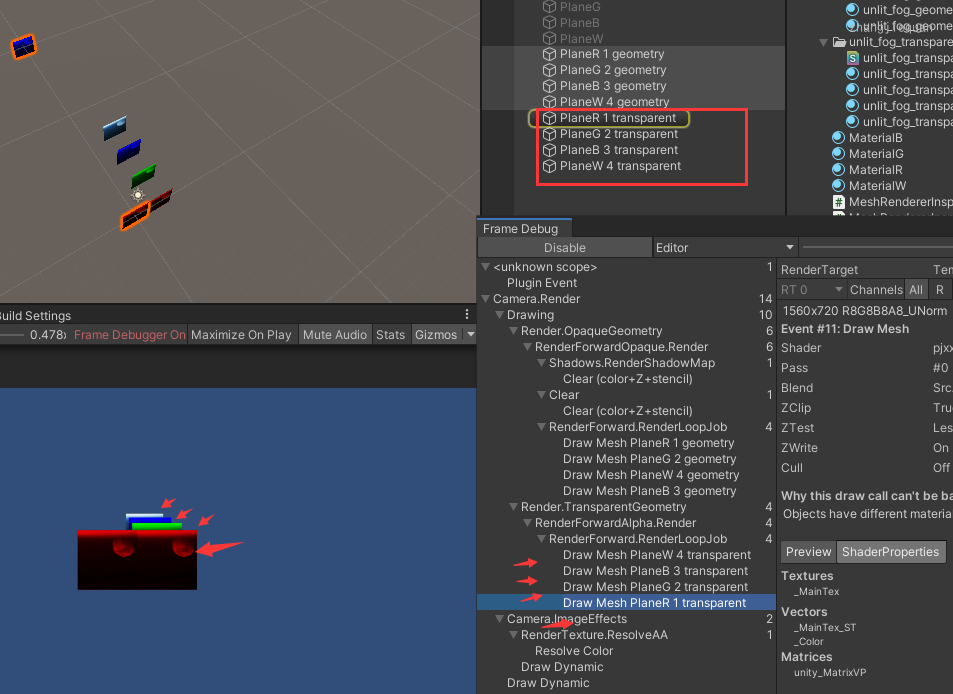 PlaneG
PlaneB
PlaneW
PlaneR 1 geometry
PlaneG 2 geometry
PlaneB 3 geometry
PlaneW 4 geometry
PlaneR 1 transparent
PlaneG 2 transparent
PlaneB 3 transparent
PlaneW 4 transparent
unlit_fog_geome
unlit_fog_geome
unlit_fog_transpare
unlit_fog_transpa
unlit_fog_transpa
unlit_fog_transpa
unlit_fog_transpa
unlit_fog_transpa
MaterialB
MaterialG
MaterialR
MaterialW
MeshRendererInsp
Build Settings
0.478x Frame Debugger On Maximize On Play Mute Audio Stats Gizmos
Frame Debug
Disable Editor
<unknown scope> 1
Plugin Event
Camera.Render 14
Drawing 10
Render.OpaqueGeometry 6
RenderForwardOpaque.Render 6
Shadows.RenderShadowMap 1
Clear (color+Z+stencil)
Clear 1
Clear (color+Z+stencil)
RenderForward.RenderLoopJob 4
Draw Mesh PlaneR 1 geometry
Draw Mesh PlaneG 2 geometry
Draw Mesh PlaneW 4 geometry
Draw Mesh PlaneB 3 geometry
Render.TransparentGeometry 4
RenderForwardAlpha.Render 4
RenderForward.RenderLoopJob 4
Draw Mesh PlaneW 4 transparent
Draw Mesh PlaneB 3 transparent
Draw Mesh PlaneG 2 transparent
Draw Mesh PlaneR 1 transparent
Camera.ImageEffects 2
RenderTexture.ResolveAA 1
Resolve Color
Draw Dynamic
Draw Dynamic
RenderTarget Tem
RT 0 Channels All R
1560x720 R8G8B8A8_UNorm
Event #11: Draw Mesh
Shader pjxx
Pass #0
Blend Src
ZClip Tru
ZTest Les
ZWrite On
Cull Off
Why this draw call can't be ba
Objects have different materia
Preview ShaderProperties
Textures
_MainTex
Vectors
_MainTex_ST
_Color
Matrices
unity_MatrixVP